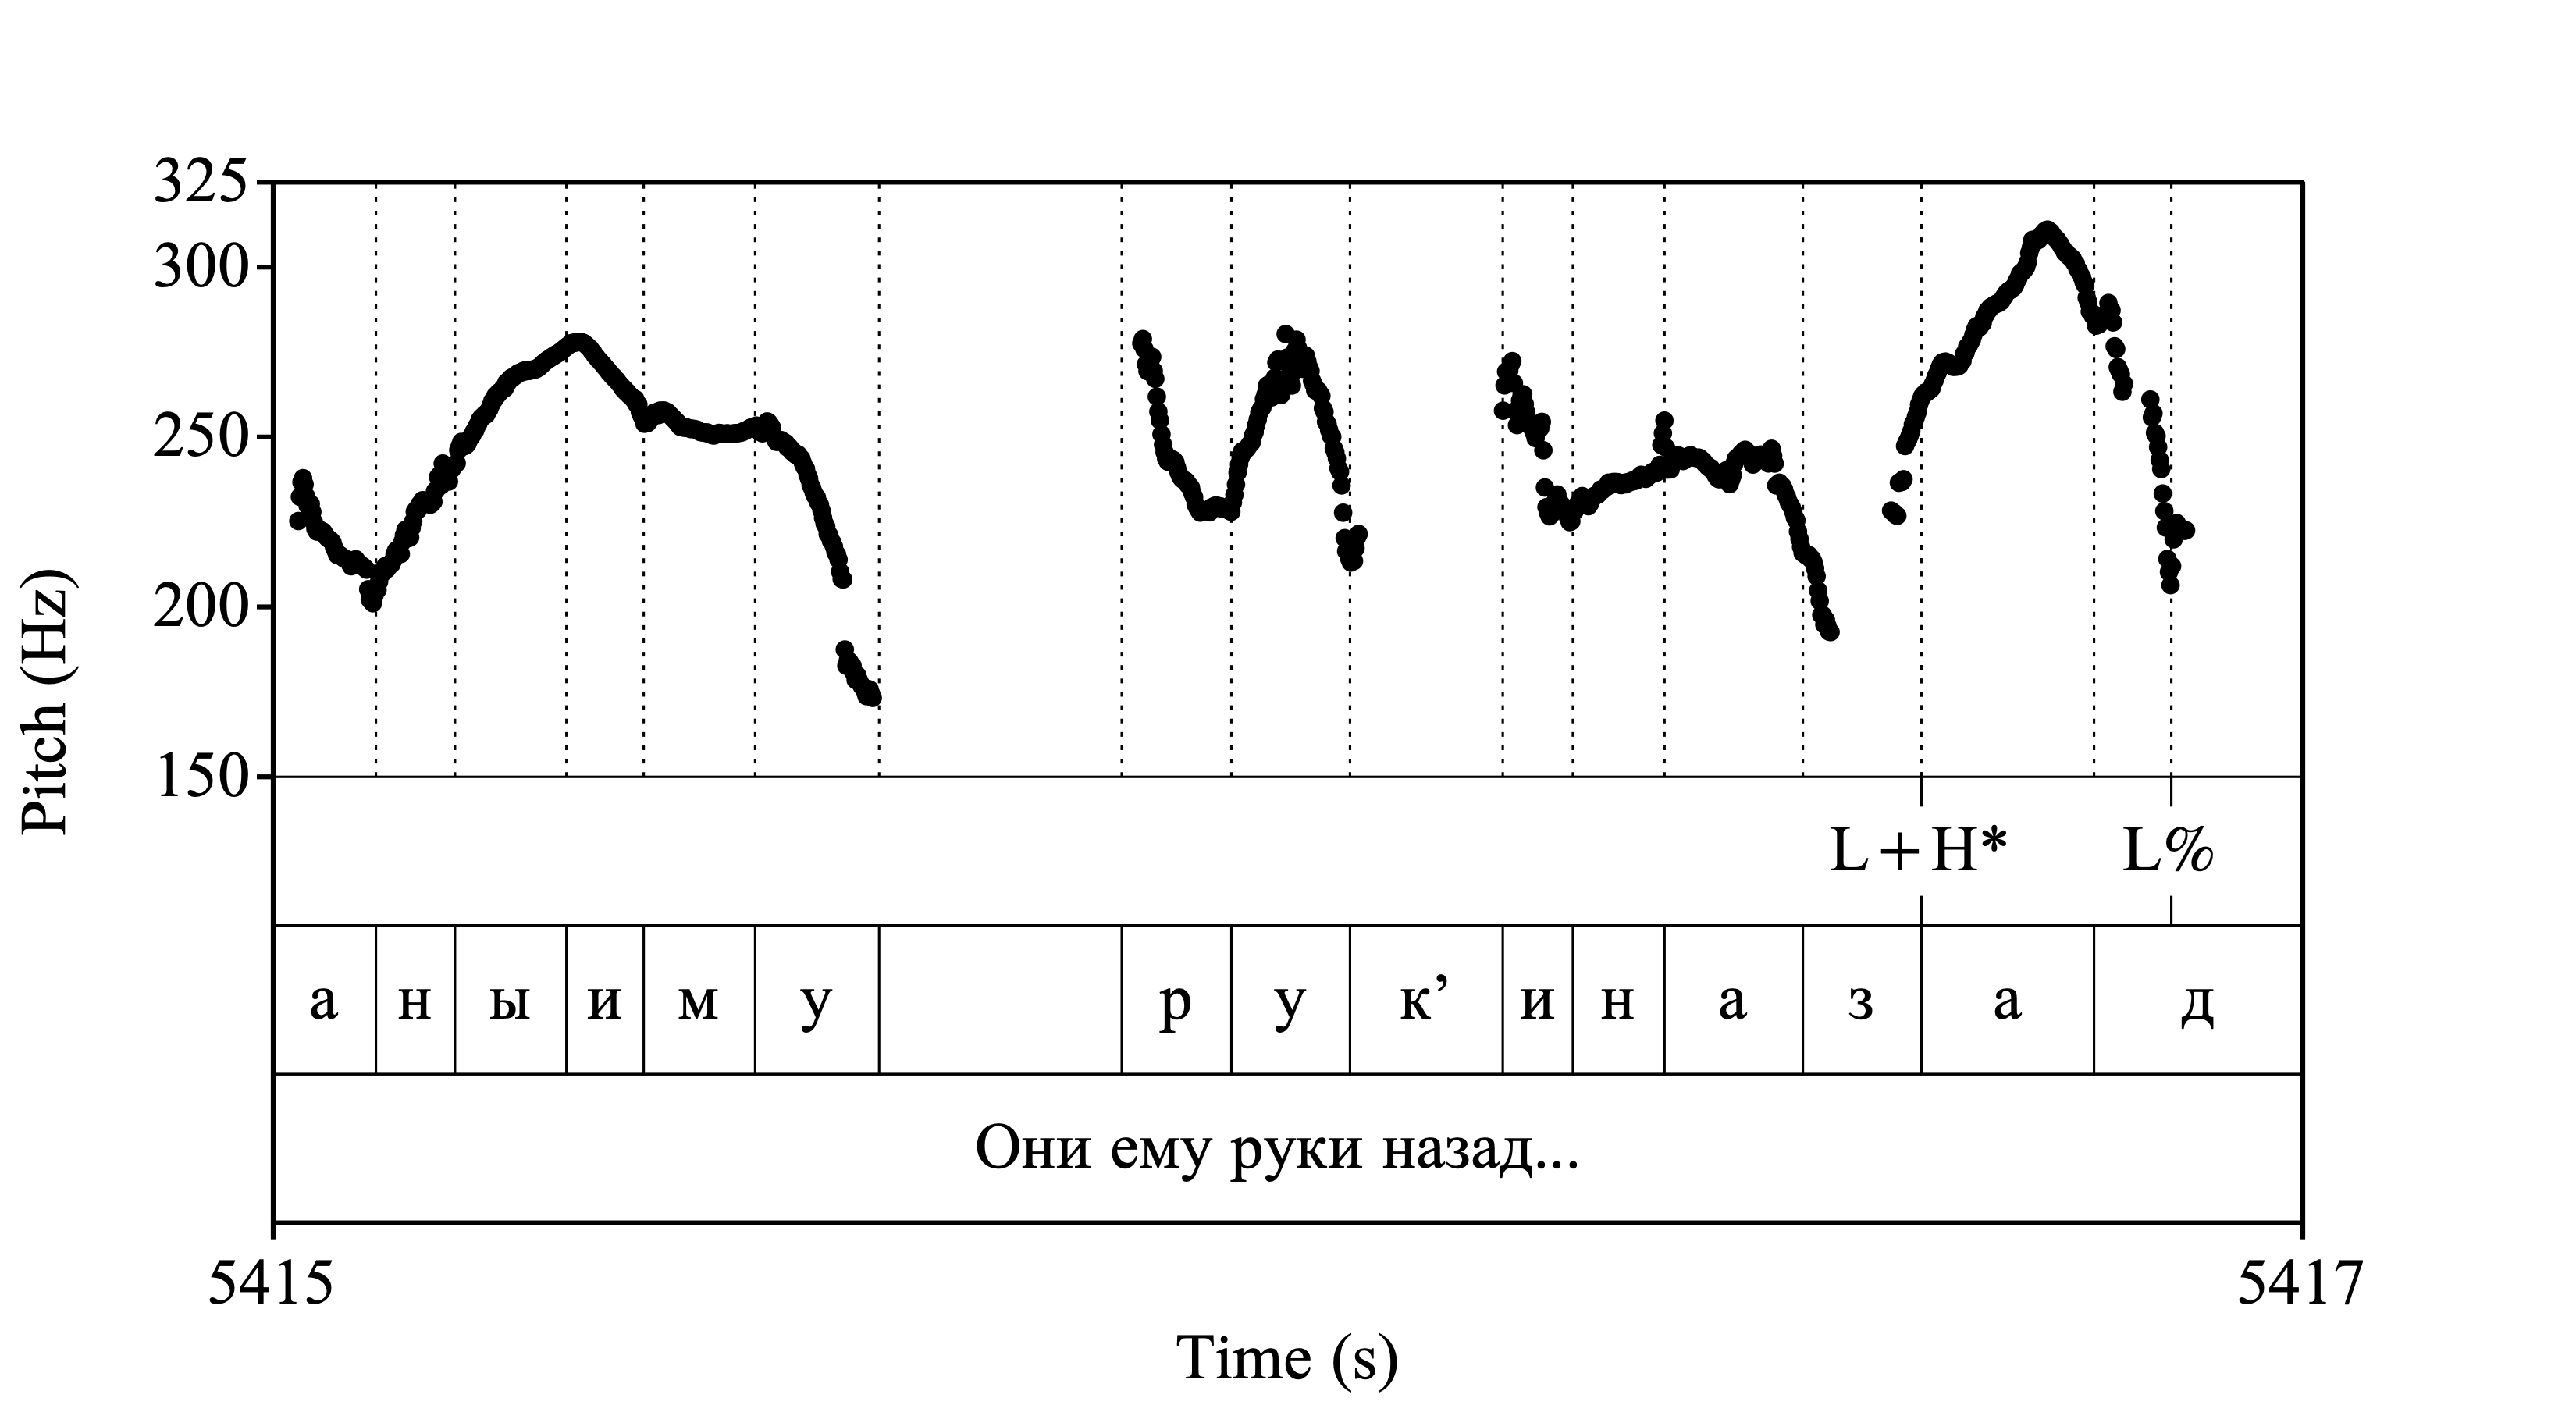 325
300
250
200
150
Pitch (Hz)
L+H* L%
а н ы и м у р у к’ и н а з а д
Они ему руки назад...
5415 5417
Time (s)